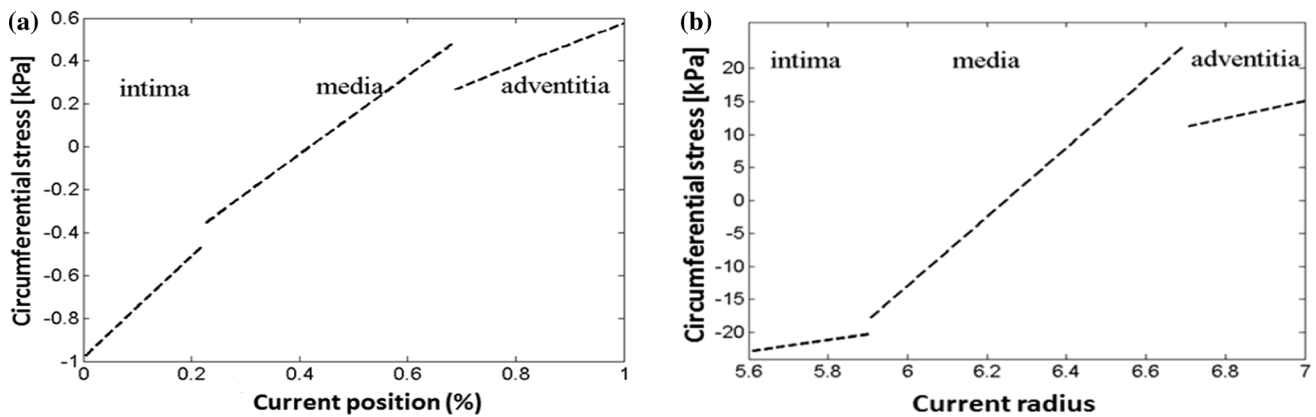 (a)
Circumferential stress [kPa]
0.6
0.6
0.4
0.2
0
-0.2
-0.4
-0.6
-0.8
-1
intima
media
adventitia
0 0.2 0.4 0.6 0.8 1
Current position (%)
(b)
Circumferential stress [kPa]
20
15
10
5
0
-5
-10
-15
-20
intima
media
adventitia
5.6 5.8 6 6.2 6.4 6.6 6.8 7
Current radius